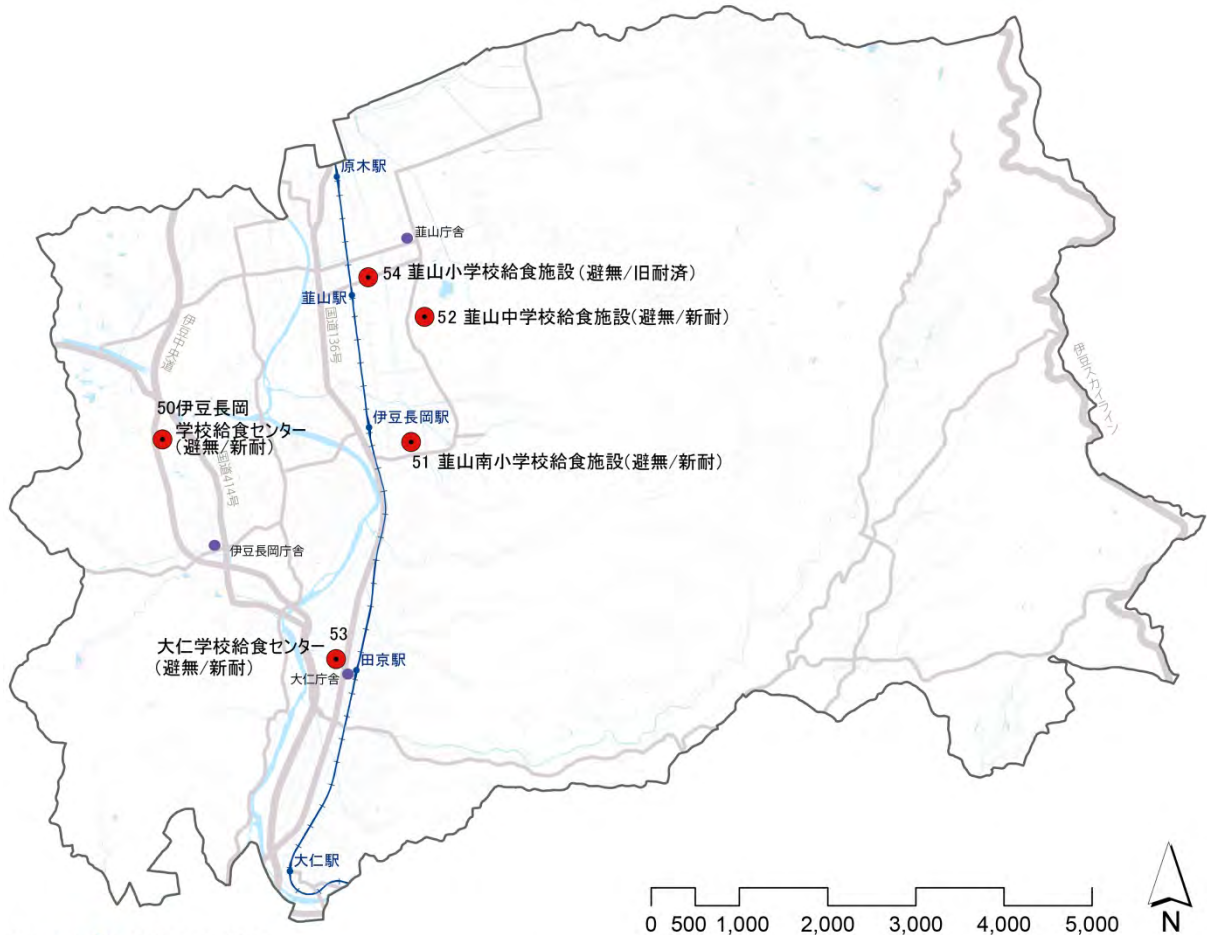 原木駅
韮山庁舎
54 韮山小学校給食施設(避無/旧耐済)
韮山駅
国道136号
52 韮山中学校給食施設(避無/新耐)
伊豆中央道
伊豆スカイライン
50伊豆長岡
学校給食センター
(避無/新耐)
伊豆長岡駅
51 韮山南小学校給食施設(避無/新耐)
国道414号
伊豆長岡庁舎
53
大仁学校給食センター
(避無/新耐)
田京駅
大仁庁舎
大仁駅
0 500 1,000 2,000 3,000 4,000 5,000
N